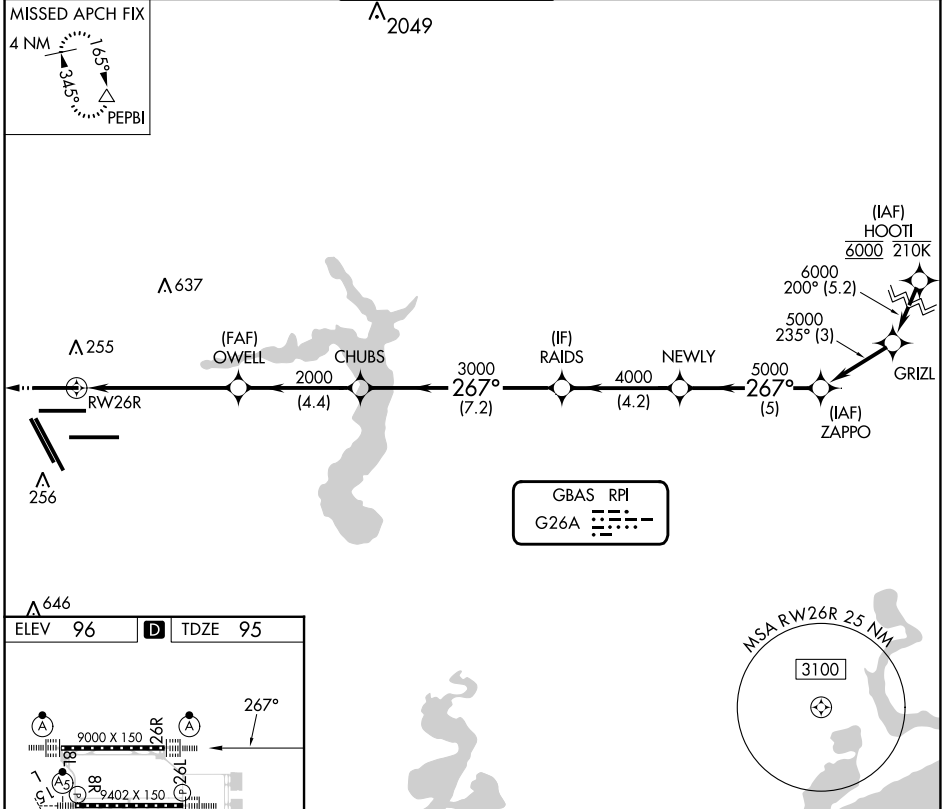 MISSED APCH FIX
4 NM
165°
345°
PEPBI
2049
(IAF)
HOOTI
6000 210K
6000
200° (5.2)
5000
235° (3)
GRIZL
637
255
(FAF)
OWELL
CHUBS
(IF)
RAIDS
NEWLY
2000
(4.4)
3000
267°
(7.2)
4000
(4.2)
5000
267°
(5)
(IAF)
ZAPPO
RW26R
256
GBAS RPI
G26A
646
ELEV 96 D TDZE 95
MSA RW26R 25 NM
3100
267°
A
A
9000 X 150
26R
8L
A5
8R
P
26L
P
9402 X 150
15L